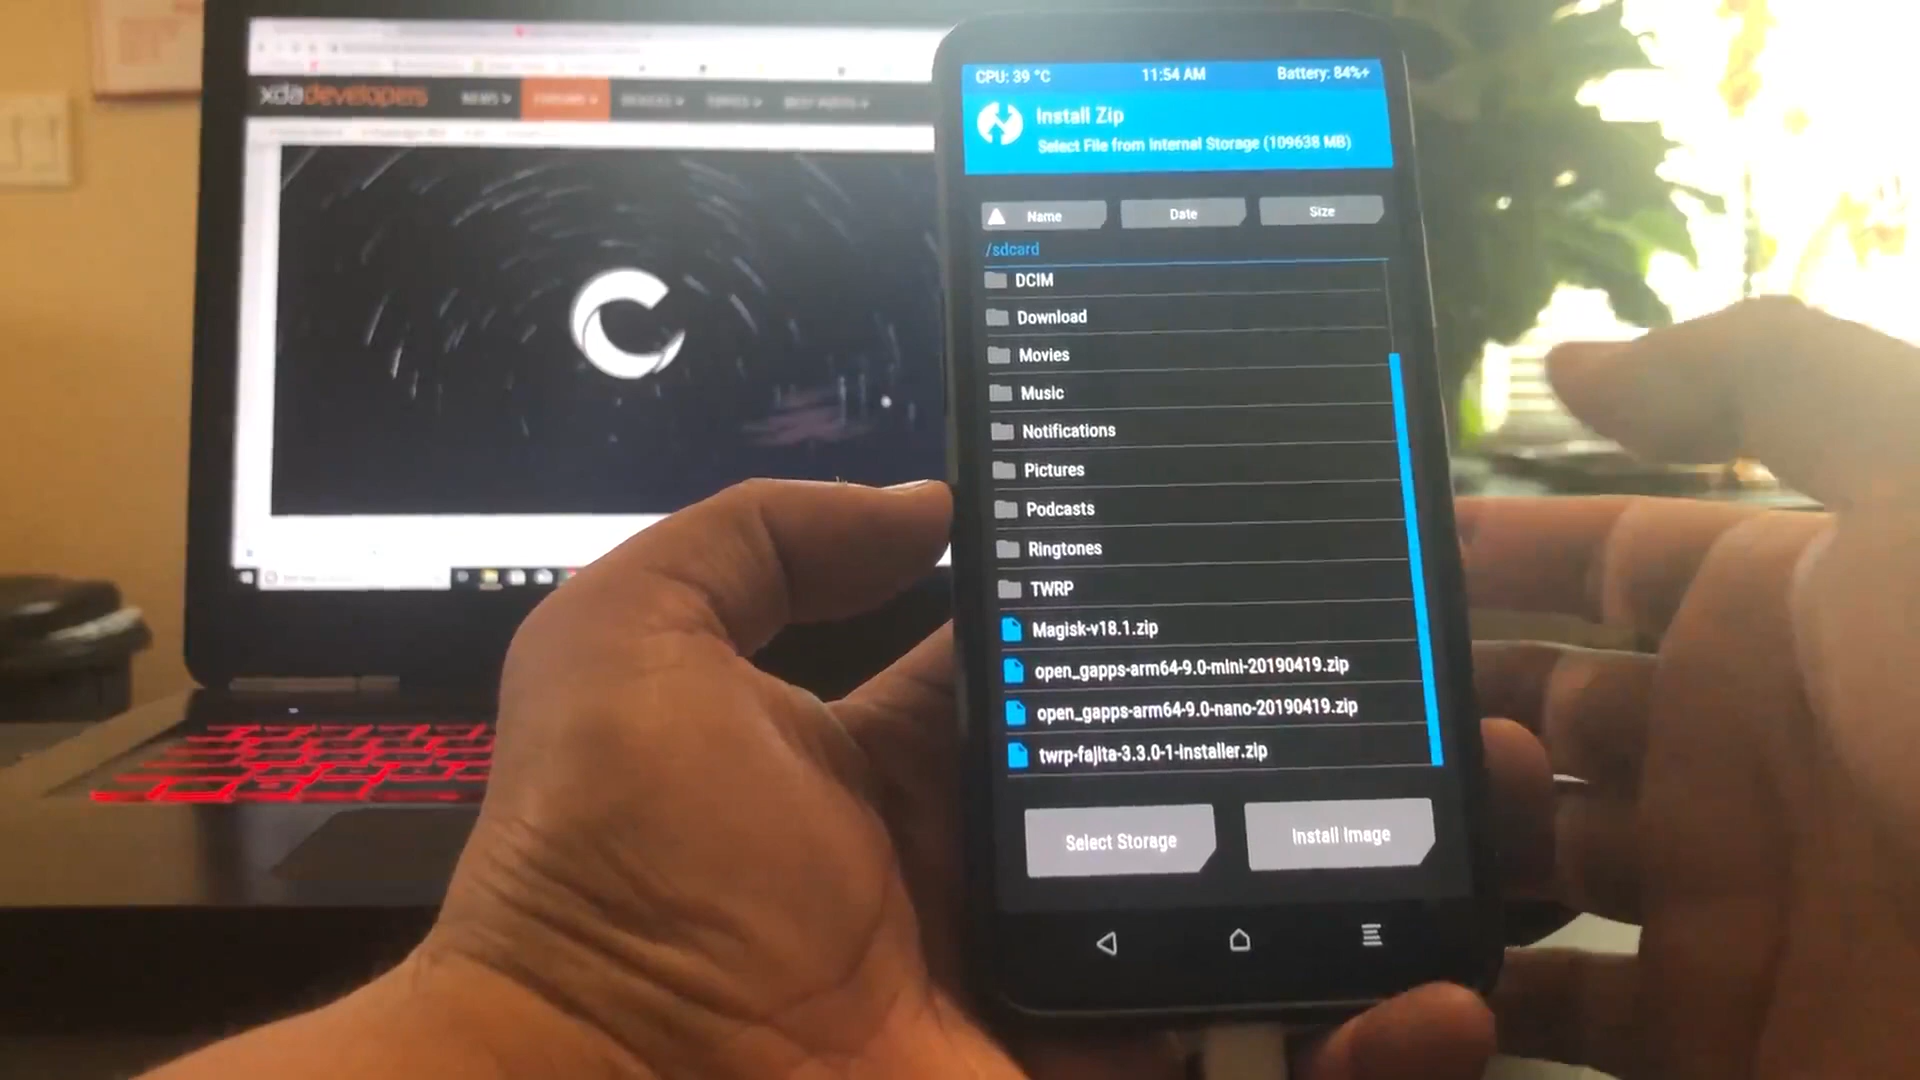 xdadevelopers
NEWS
FORUMS
CPU: 39 °C
11:54 AM
Battery: 84%+
Install Zip
Select File from Internal Storage (109638 MB)
Name
Date
Size
/sdcard
DCIM
Download
Movies
Music
Notifications
Pictures
Podcasts
Ringtones
TWRP
Magisk-v18.1.zip
open_gapps-arm64-9.0-mini-20190419.zip
open_gapps-arm64-9.0-nano-20190419.zip
twrp-fajita-3.3.0-1-installer.zip
Select Storage
Install Image